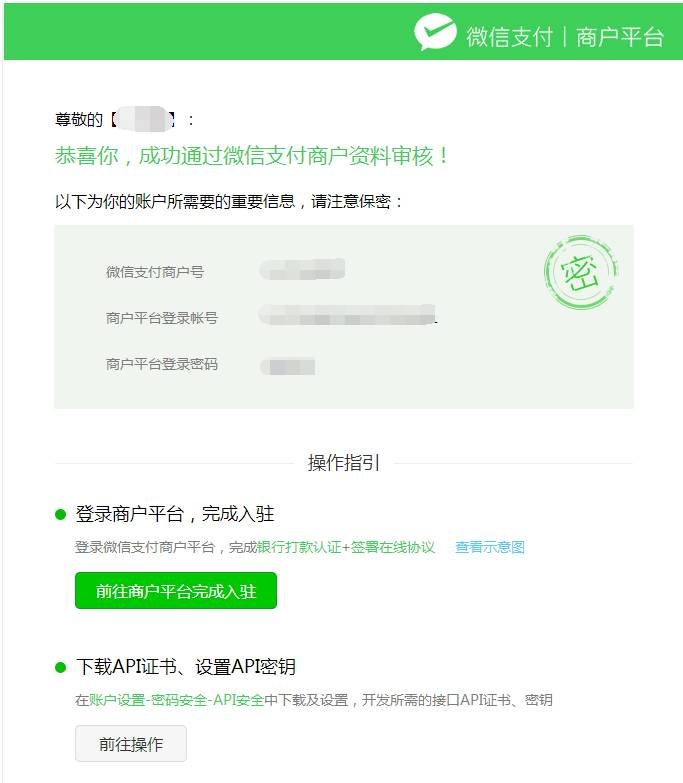 微信支付｜商户平台
尊敬的【】：
恭喜你，成功通过微信支付商户资料审核！
以下为你的账户所需要的重要信息，请注意保密：
密
微信支付商户号
商户平台登录帐号
商户平台登录密码
操作指引
登录商户平台，完成入驻
登录微信支付商户平台，完成银行打款认证+签署在线协议 查看示意图
前往商户平台完成入驻
下载API证书、设置API密钥
在账户设置-密码安全-API安全中下载及设置，开发所需的接口API证书、密钥
前往操作